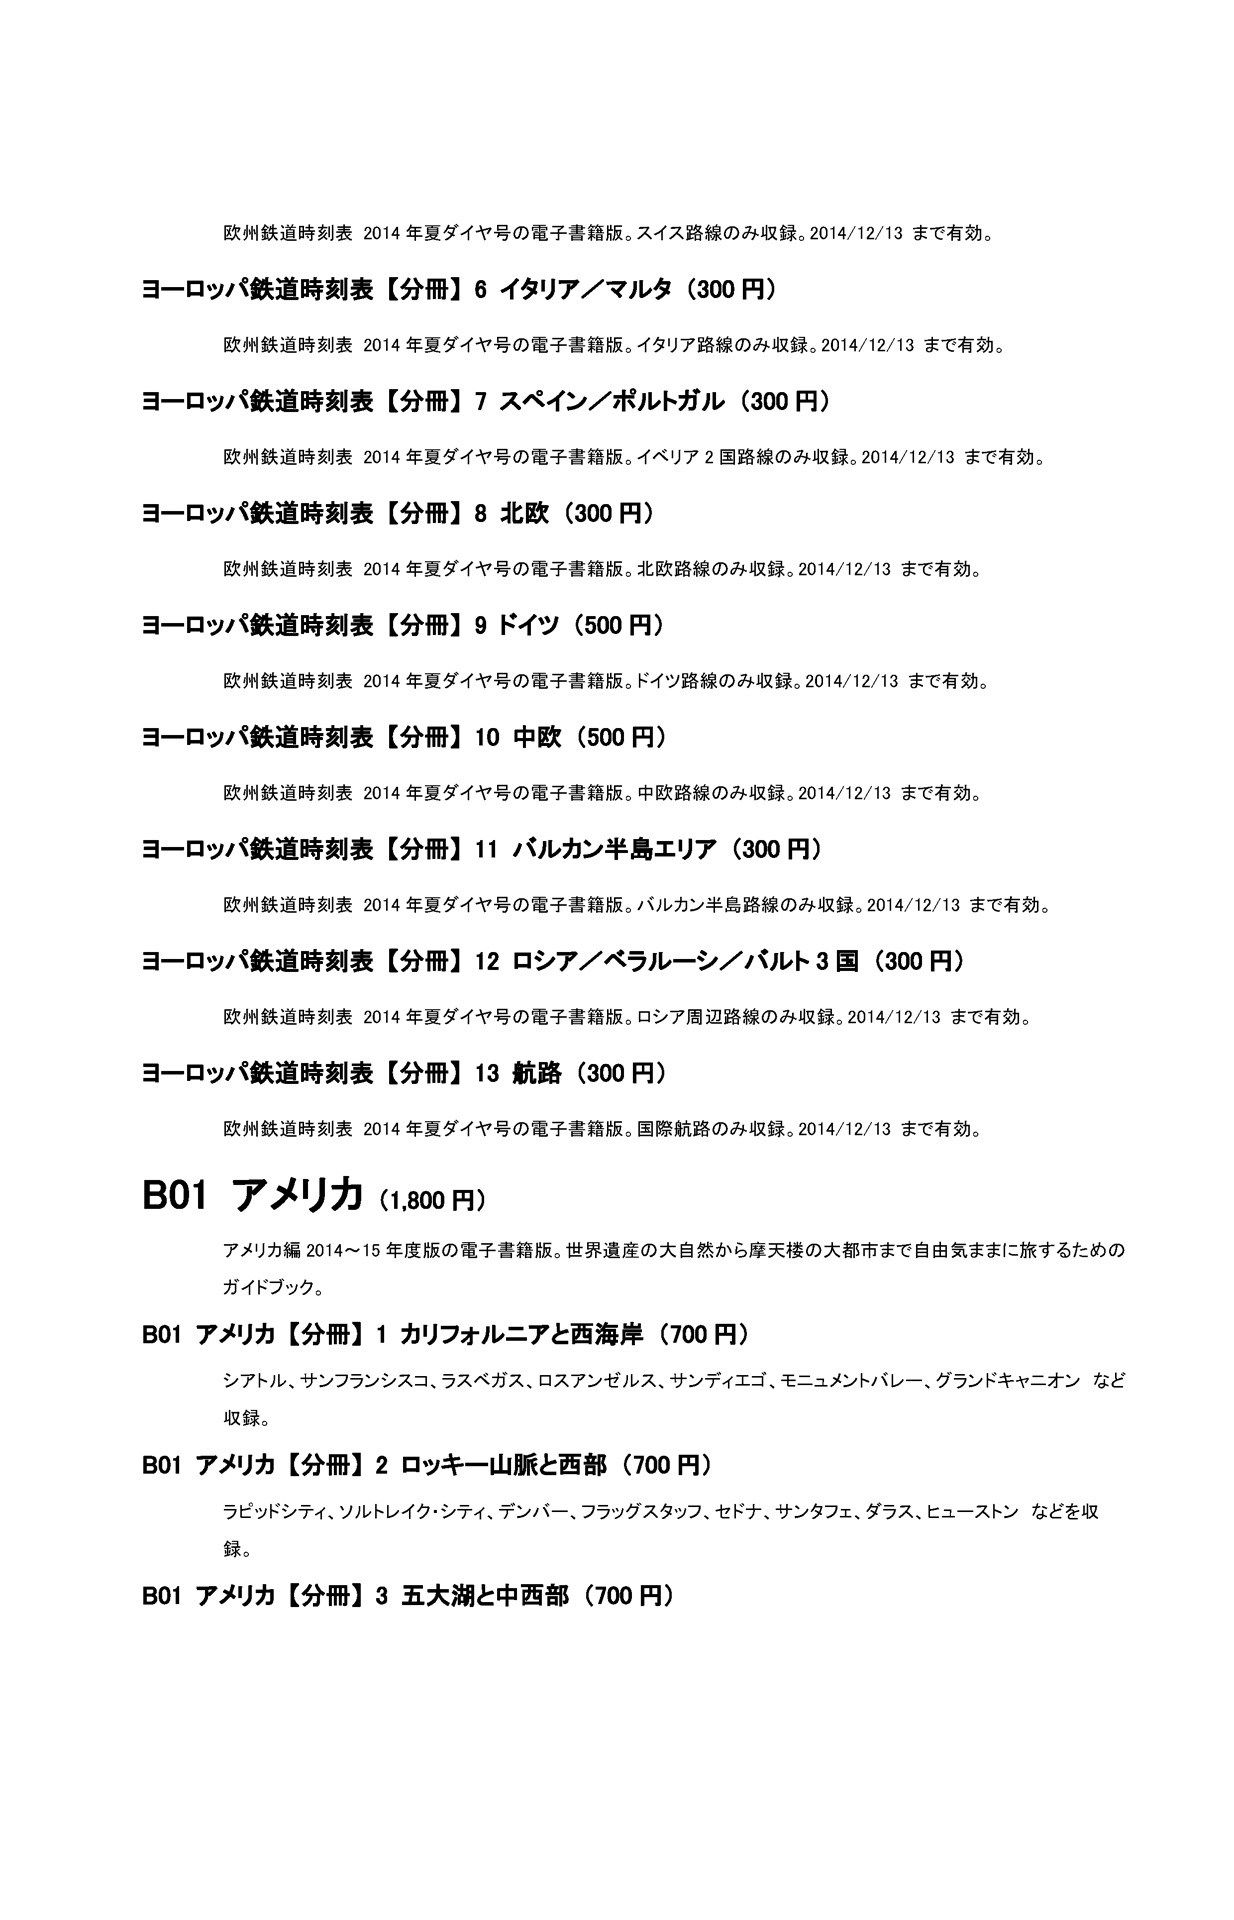 欧州鉄道時刻表 2014 年夏ダイヤ号の電子書籍版。スイス路線のみ収録。2014/12/13 まで有効。
ヨーロッパ鉄道時刻表【分冊】6 イタリア／マルタ（300 円）
欧州鉄道時刻表 2014 年夏ダイヤ号の電子書籍版。イタリア路線のみ収録。2014/12/13 まで有効。
ヨーロッパ鉄道時刻表【分冊】7 スペイン／ポルトガル（300 円）
欧州鉄道時刻表 2014 年夏ダイヤ号の電子書籍版。イベリア 2 国路線のみ収録。2014/12/13 まで有効。
ヨーロッパ鉄道時刻表【分冊】8 北欧（300 円）
欧州鉄道時刻表 2014 年夏ダイヤ号の電子書籍版。北欧路線のみ収録。2014/12/13 まで有効。
ヨーロッパ鉄道時刻表【分冊】9 ドイツ（500 円）
欧州鉄道時刻表 2014 年夏ダイヤ号の電子書籍版。ドイツ路線のみ収録。2014/12/13 まで有効。
ヨーロッパ鉄道時刻表【分冊】10 中欧（500 円）
欧州鉄道時刻表 2014 年夏ダイヤ号の電子書籍版。中欧路線のみ収録。2014/12/13 まで有効。
ヨーロッパ鉄道時刻表【分冊】11 バルカン半島エリア（300 円）
欧州鉄道時刻表 2014 年夏ダイヤ号の電子書籍版。バルカン半島路線のみ収録。2014/12/13 まで有効。
ヨーロッパ鉄道時刻表【分冊】12 ロシア／ベラルーシ／バルト 3 国（300 円）
欧州鉄道時刻表 2014 年夏ダイヤ号の電子書籍版。ロシア周辺路線のみ収録。2014/12/13 まで有効。
ヨーロッパ鉄道時刻表【分冊】13 航路（300 円）
欧州鉄道時刻表 2014 年夏ダイヤ号の電子書籍版。国際航路のみ収録。2014/12/13 まで有効。
B01 アメリカ（1,800 円）
アメリカ編 2014～15 年度版の電子書籍版。世界遺産の大自然から摩天楼の大都市まで自由気ままに旅するための
ガイドブック。
B01 アメリカ【分冊】1 カリフォルニアと西海岸（700 円）
シアトル、サンフランシスコ、ラスベガス、ロスアンゼルス、サンディエゴ、モニュメントバレー、グランドキャニオン など
収録。
B01 アメリカ【分冊】2 ロッキー山脈と西部（700 円）
ラピッドシティ、ソルトレイク・シティ、デンバー、フラッグスタッフ、セドナ、サンタフェ、ダラス、ヒューストン などを収
録。
B01 アメリカ【分冊】3 五大湖と中西部（700 円）